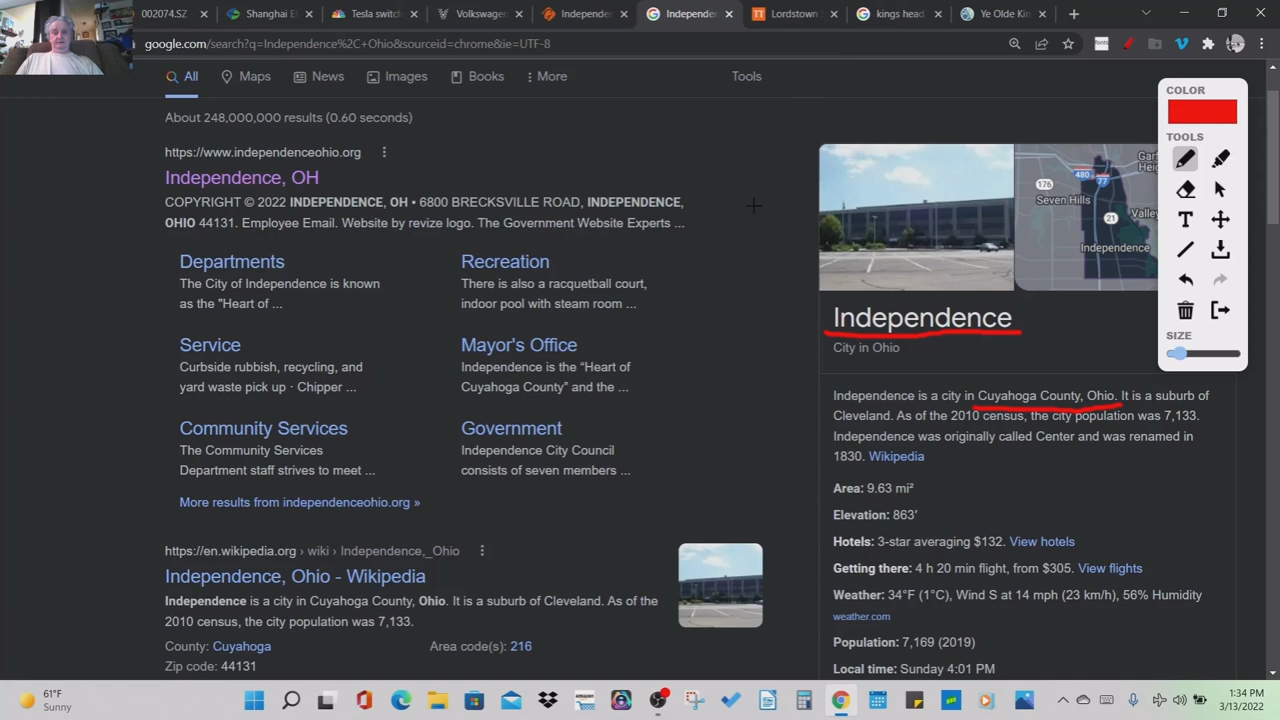 002074.SZ
Shanghai E
Tesla switc
Volkswage
Independen
Independen
Lordstown
kings head
Ye Olde Kin
google.com/search?q=Independence%2C+Ohio&sourceid=chrome&ie=UTF-8
All
Maps
News
Images
Books
More
Tools
About 248,000,000 results (0.60 seconds)
https://www.independenceohio.org
Independence, OH
COPYRIGHT © 2022 INDEPENDENCE, OH • 6800 BRECKSVILLE ROAD, INDEPENDENCE,
OHIO 44131. Employee Email. Website by revize logo. The Government Website Experts ...
Departments
The City of Independence is known
as the "Heart of ...
Recreation
There is also a racquetball court,
indoor pool with steam room ...
Service
Curbside rubbish, recycling, and
yard waste pick up · Chipper ...
Mayor's Office
Independence is the “Heart of
Cuyahoga County” and the ...
Community Services
The Community Services
Department staff strives to meet ...
Government
Independence City Council
consists of seven members ...
More results from independenceohio.org »
https://en.wikipedia.org › wiki › Independence,_Ohio
Independence, Ohio - Wikipedia
Independence is a city in Cuyahoga County, Ohio. It is a suburb of Cleveland. As of the
2010 census, the city population was 7,133.
County: Cuyahoga
Area code(s): 216
Zip code: 44131
Garf
Heig
480
77
176
Seven Hills
21
Valley
Independence
Independence
City in Ohio
Independence is a city in Cuyahoga County, Ohio. It is a suburb of
Cleveland. As of the 2010 census, the city population was 7,133.
Independence was originally called Center and was renamed in
1830. Wikipedia
Area: 9.63 mi²
Elevation: 863′
Hotels: 3-star averaging $132. View hotels
Getting there: 4 h 20 min flight, from $305. View flights
Weather: 34°F (1°C), Wind S at 14 mph (23 km/h), 56% Humidity
weather.com
Population: 7,169 (2019)
Local time: Sunday 4:01 PM
COLOR
TOOLS
T
SIZE
61°F
Sunny
1:34 PM
3/13/2022